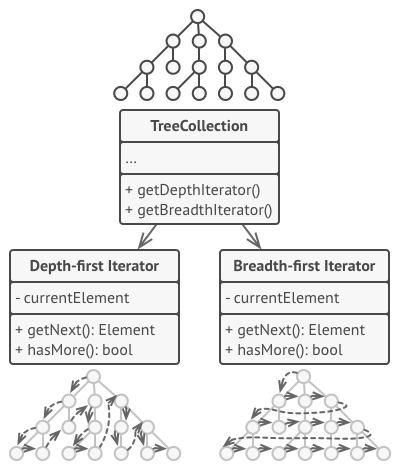 TreeCollection
...
+ getDepthIterator()
+ getBreadthIterator()
Depth-first Iterator
- currentElement
+ getNext(): Element
+ hasMore(): bool
Breadth-first Iterator
- currentElement
+ getNext(): Element
+ hasMore(): bool